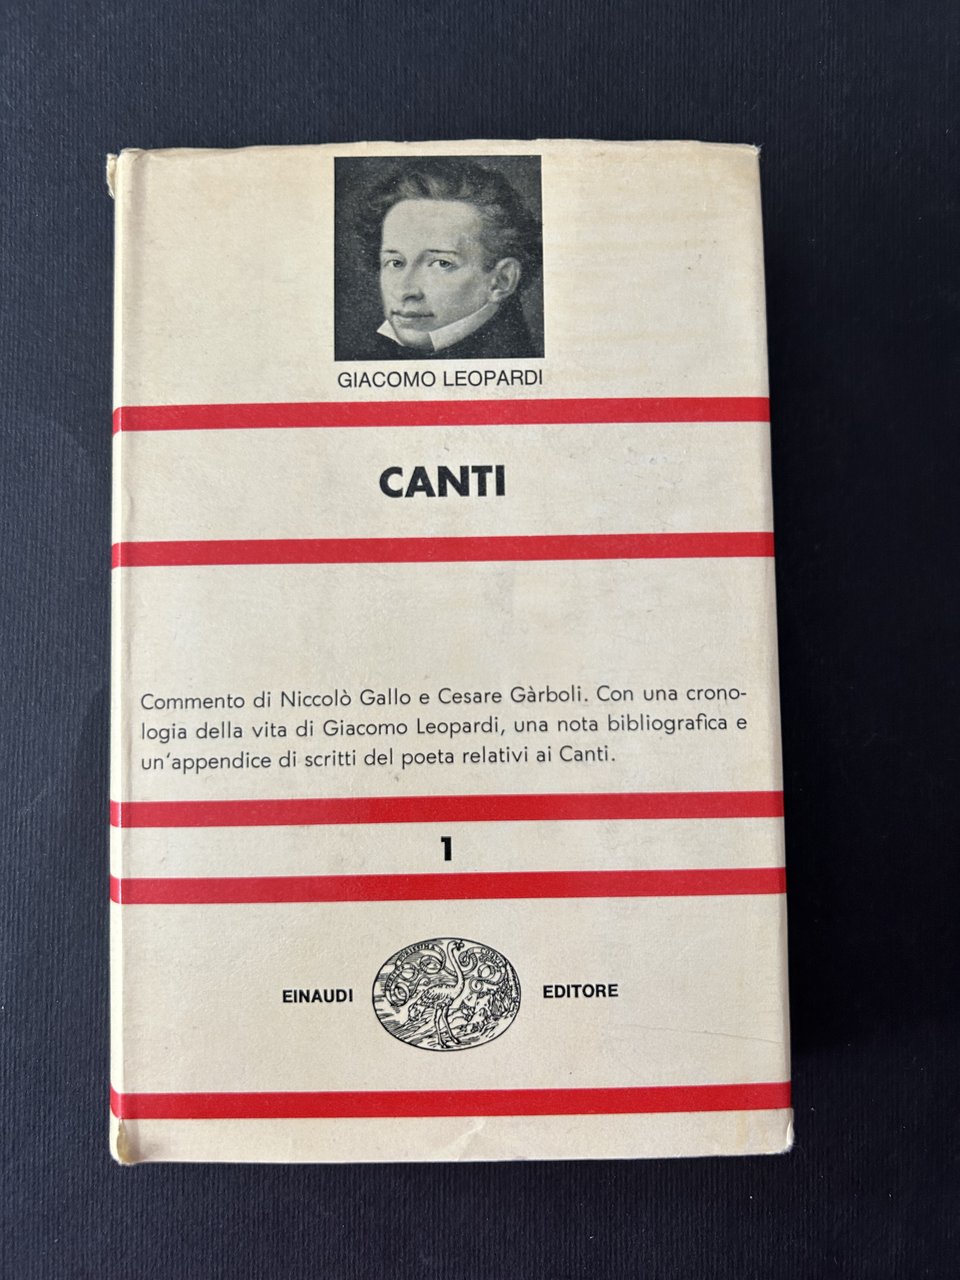 GIACOMO LEOPARDI
CANTI
Commento di Niccolò Gallo e Cesare Gàrboli. Con una crono-
logia della vita di Giacomo Leopardi, una nota bibliografica e
un'appendice di scritti del poeta relativi ai Canti.
1
EINAUDI
EDITORE